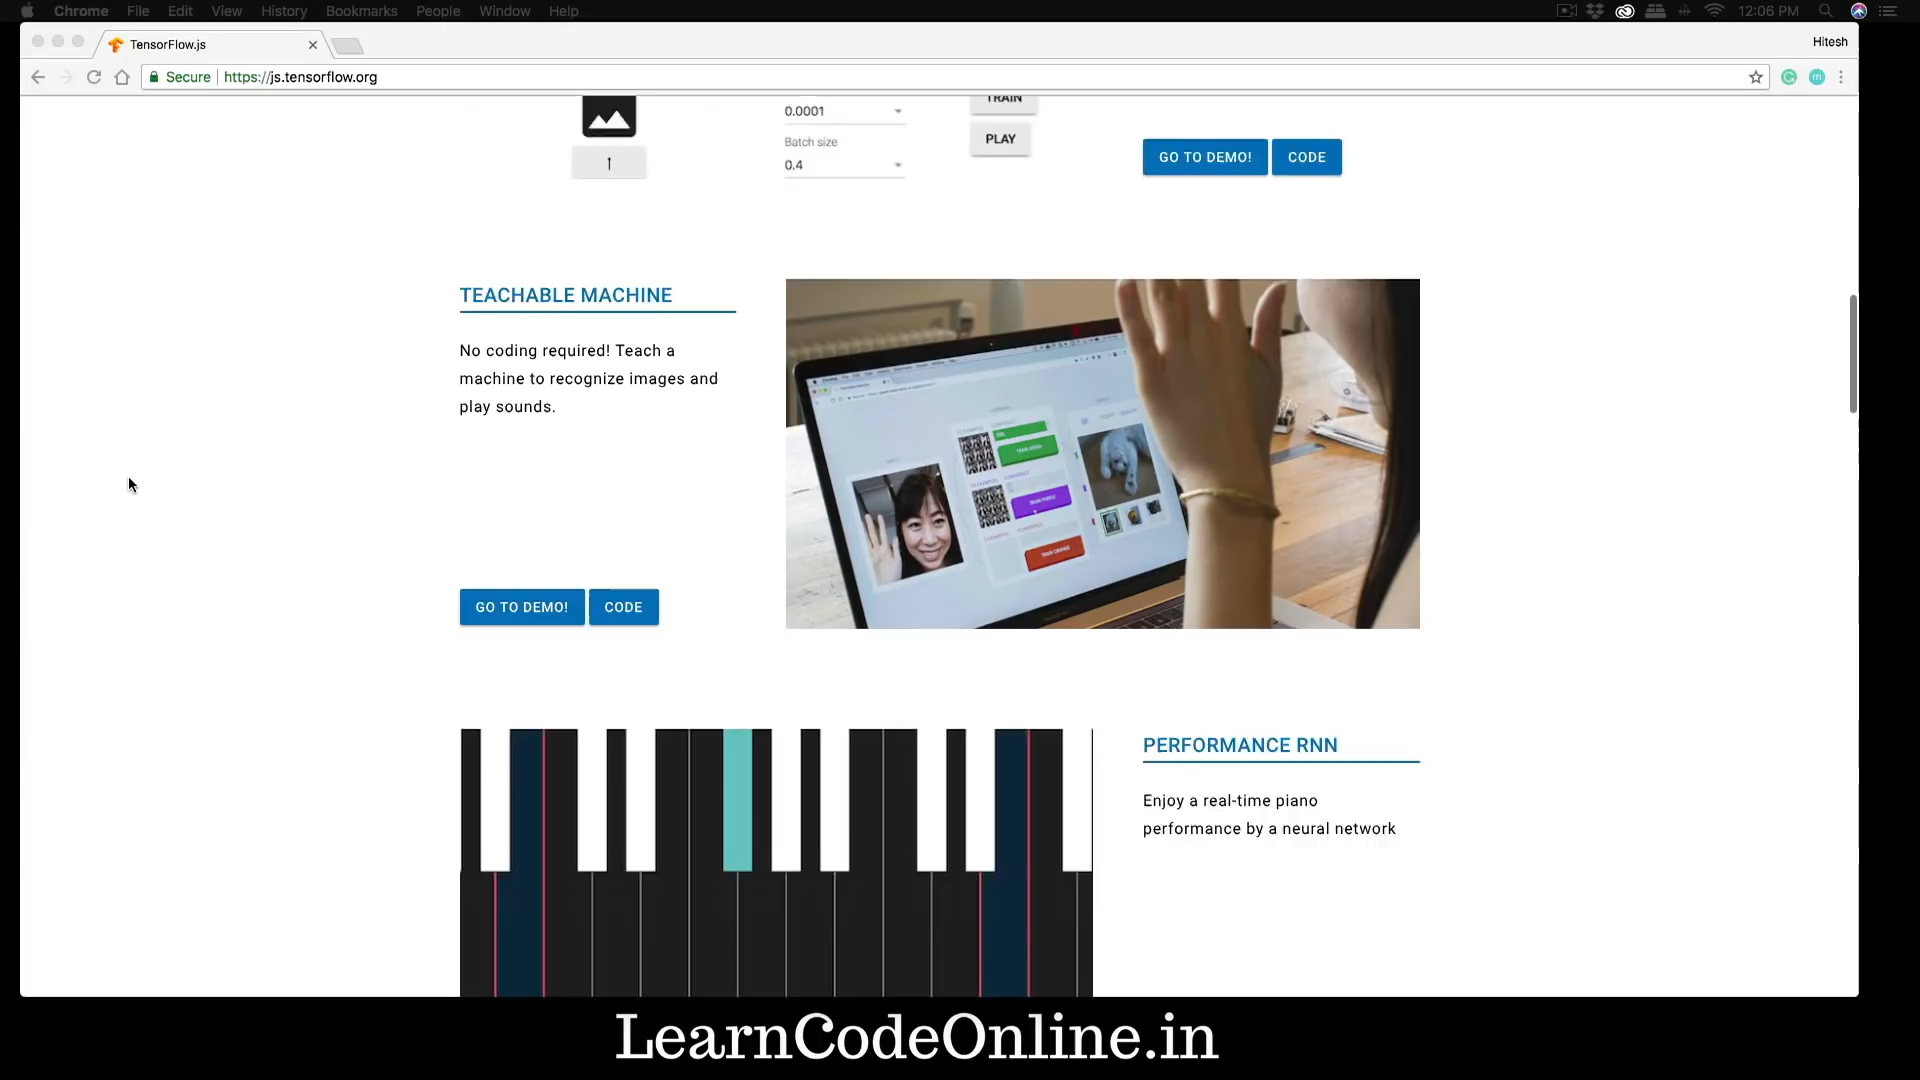 Chrome File Edit View History Bookmarks People Window Help 12:06 PM
TensorFlow.js
Hitesh
Secure https://js.tensorflow.org
TRAIN
0.0001
Batch size
0.4
PLAY
GO TO DEMO! CODE
TEACHABLE MACHINE
No coding required! Teach a
machine to recognize images and
play sounds.
GO TO DEMO! CODE
PERFORMANCE RNN
Enjoy a real-time piano
performance by a neural network
LearnCodeOnline.in